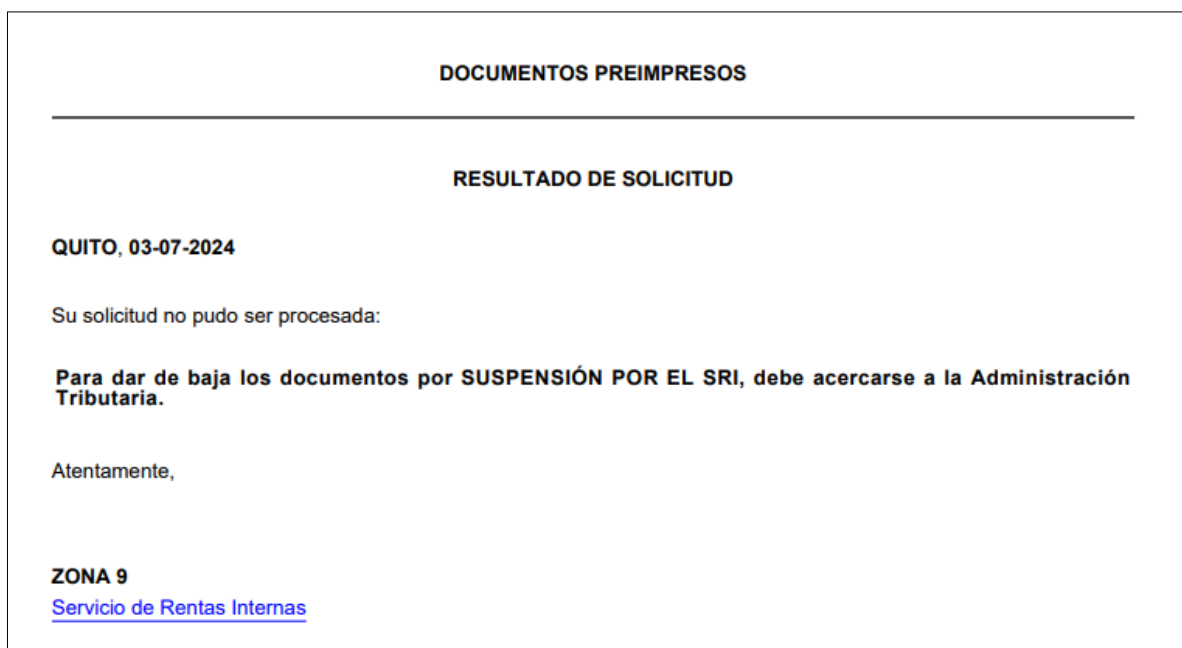 DOCUMENTOS PREIMPRESOS
RESULTADO DE SOLICITUD
QUITO, 03-07-2024
Su solicitud no pudo ser procesada:
Para dar de baja los documentos por SUSPENSIÓN POR EL SRI, debe acercarse a la Administración
Tributaria.
Atentamente,
ZONA 9
Servicio de Rentas Internas